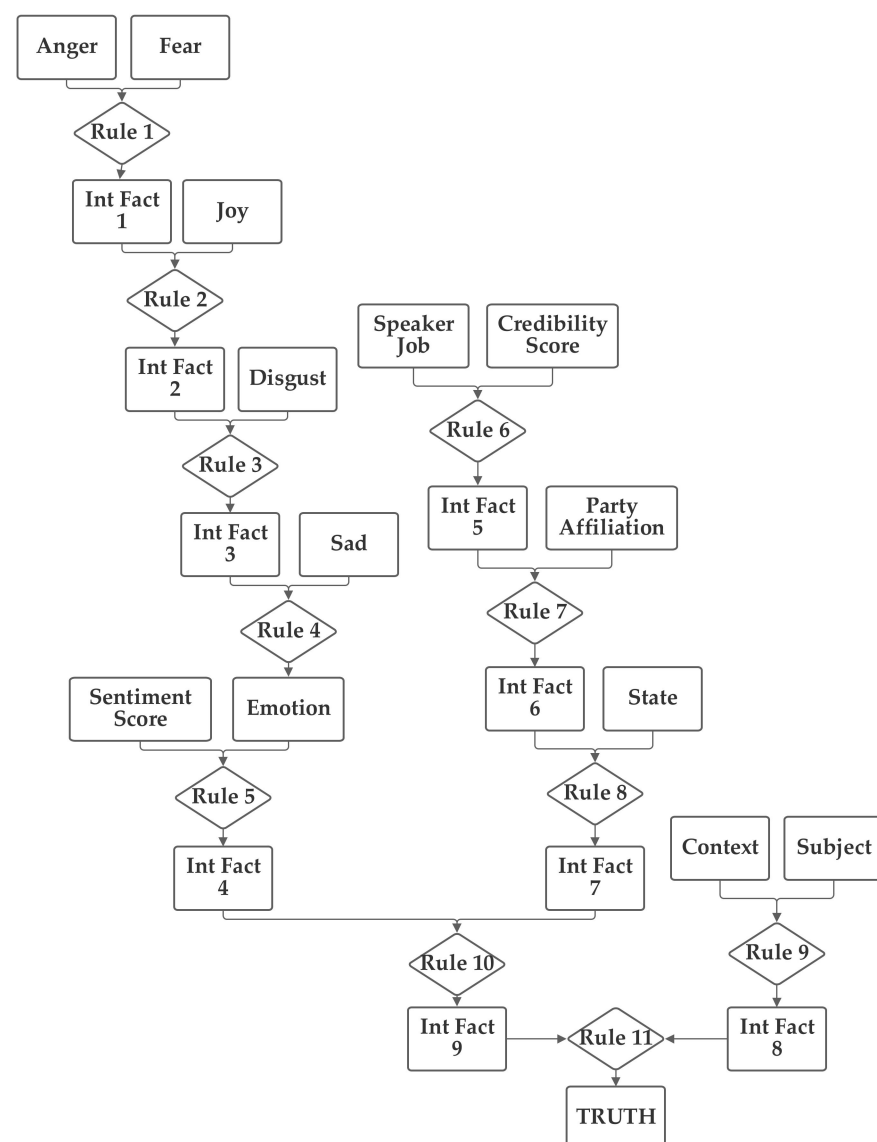 Anger
Fear
Rule 1
Int Fact
1
Joy
Rule 2
Int Fact
2
Disgust
Rule 3
Int Fact
3
Sad
Rule 4
Sentiment
Score
Emotion
Rule 5
Int Fact
4
Speaker
Job
Credibility
Score
Rule 6
Int Fact
5
Party
Affiliation
Rule 7
Int Fact
6
State
Rule 8
Int Fact
7
Context
Subject
Rule 9
Int Fact
8
Rule 10
Int Fact
9
Rule 11
TRUTH